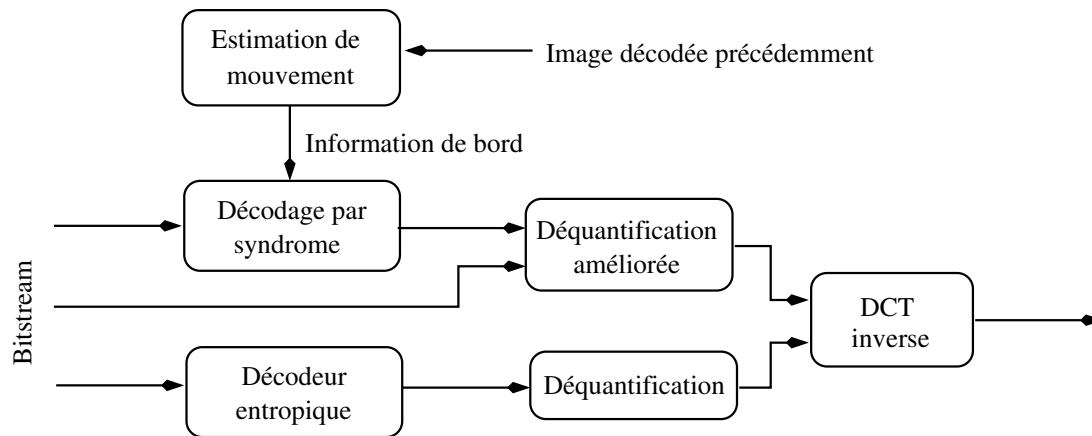 Estimation de
mouvement
Image décodée précédemment
Information de bord
Décodage par
syndrome
Déquantification
améliorée
Bitstream
DCT
inverse
Décodeur
entropique
Déquantification